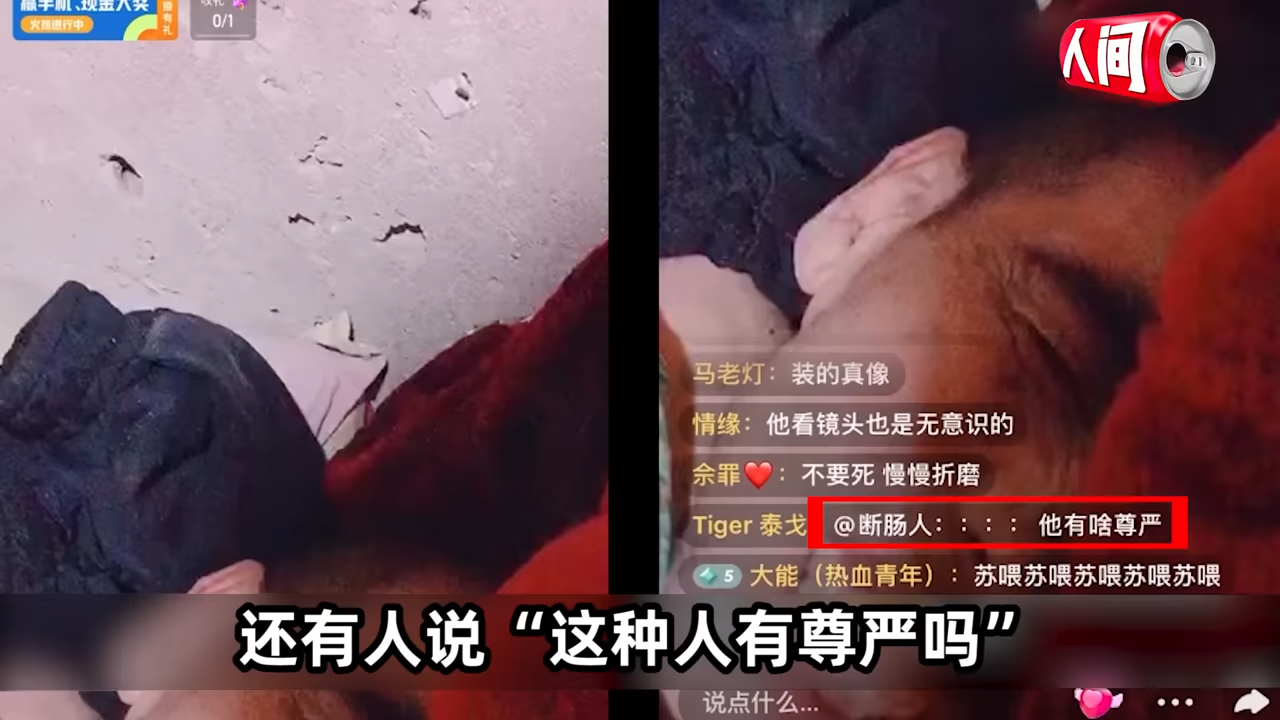 赢手机、现金大奖
火热进行中
0/1
人间
马老灯：装的真像
情缘：他看镜头也是无意识的
佘罪❤️：不要死 慢慢折磨
Tiger 泰戈 @断肠人：：：： 他有啥尊严
5 大能（热血青年）：苏喂苏喂苏喂苏喂苏喂
还有人说“这种人有尊严吗”
说点什么...